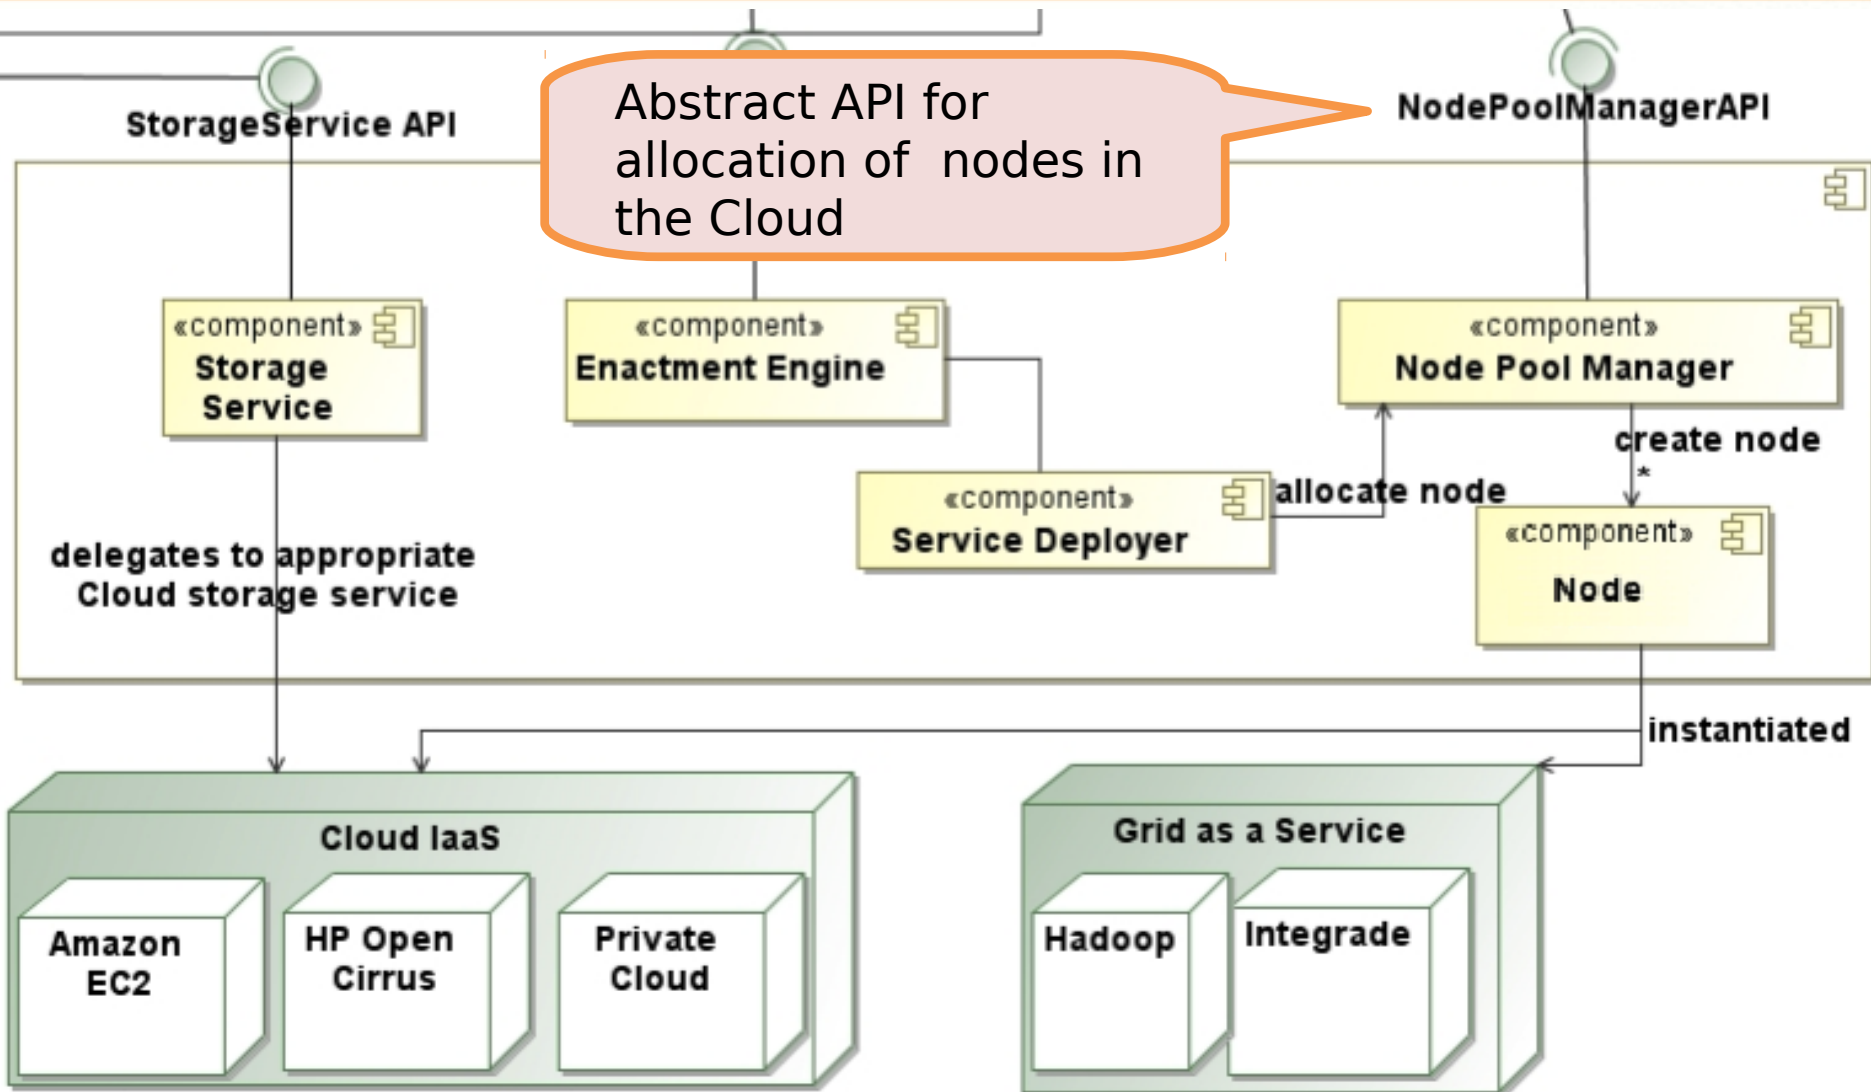 Abstract API for
allocation of  nodes in
the Cloud
StorageService API
NodePoolManagerAPI
«component»
Storage
Service
«component»
Enactment Engine
«component»
Node Pool Manager
create node
*
allocate node
«component»
Service Deployer
«component»
Node
delegates to appropriate
Cloud storage service
instantiated
Cloud IaaS
Amazon
EC2
HP Open
Cirrus
Private
Cloud
Grid as a Service
Hadoop
Integrade